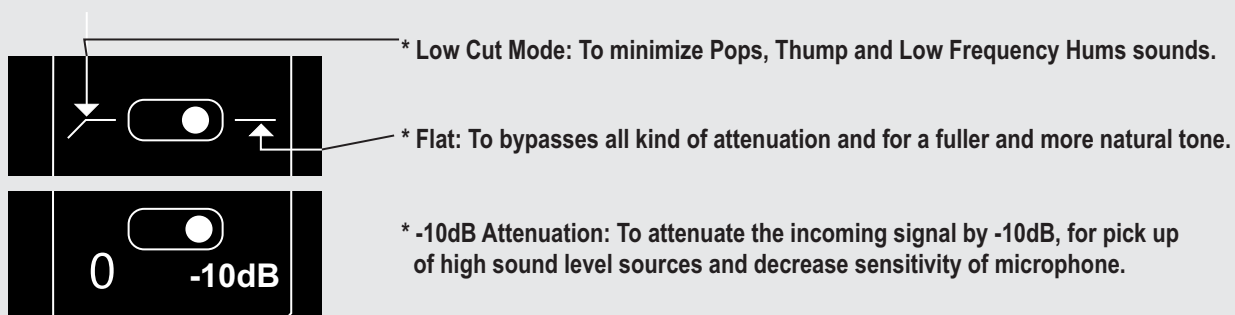 * Low Cut Mode: To minimize Pops, Thump and Low Frequency Hums sounds.
* Flat: To bypasses all kind of attenuation and for a fuller and more natural tone.
0 -10dB
* -10dB Attenuation: To attenuate the incoming signal by -10dB, for pick up
of high sound level sources and decrease sensitivity of microphone.